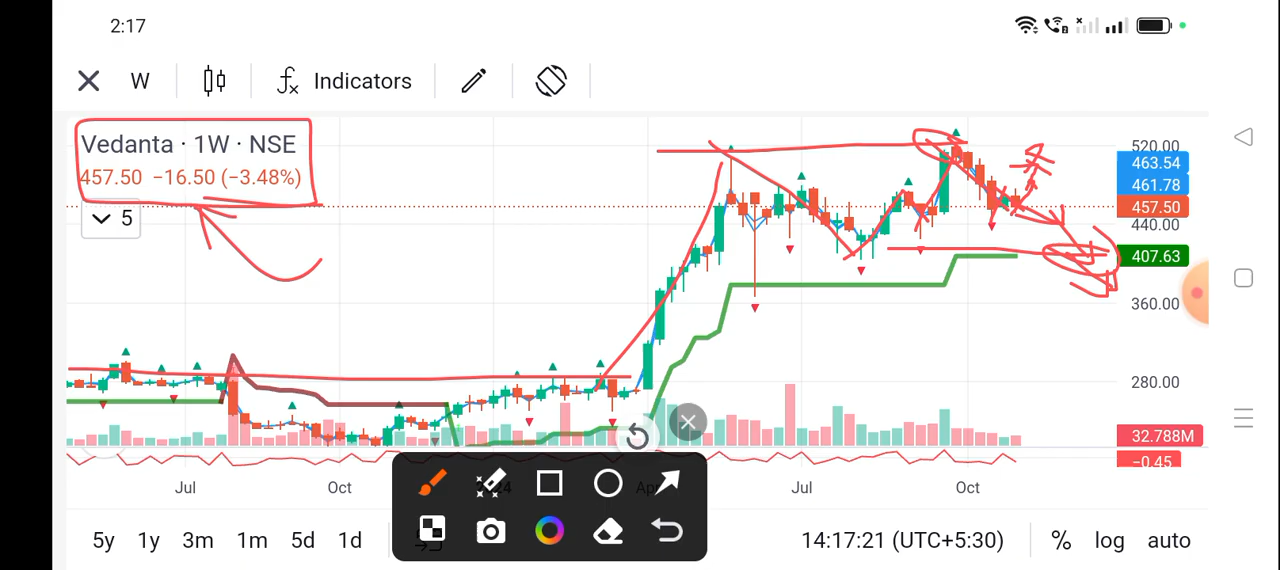 2:17
W
Indicators
Vedanta · 1W · NSE
457.50 −16.50 (−3.48%)
5
520.00
463.54
461.78
457.50
440.00
407.63
360.00
280.00
32.788M
−0.45
Jul Oct Jul Oct
5y 1y 3m 1m 5d 1d 14:17:21 (UTC+5:30) % log auto